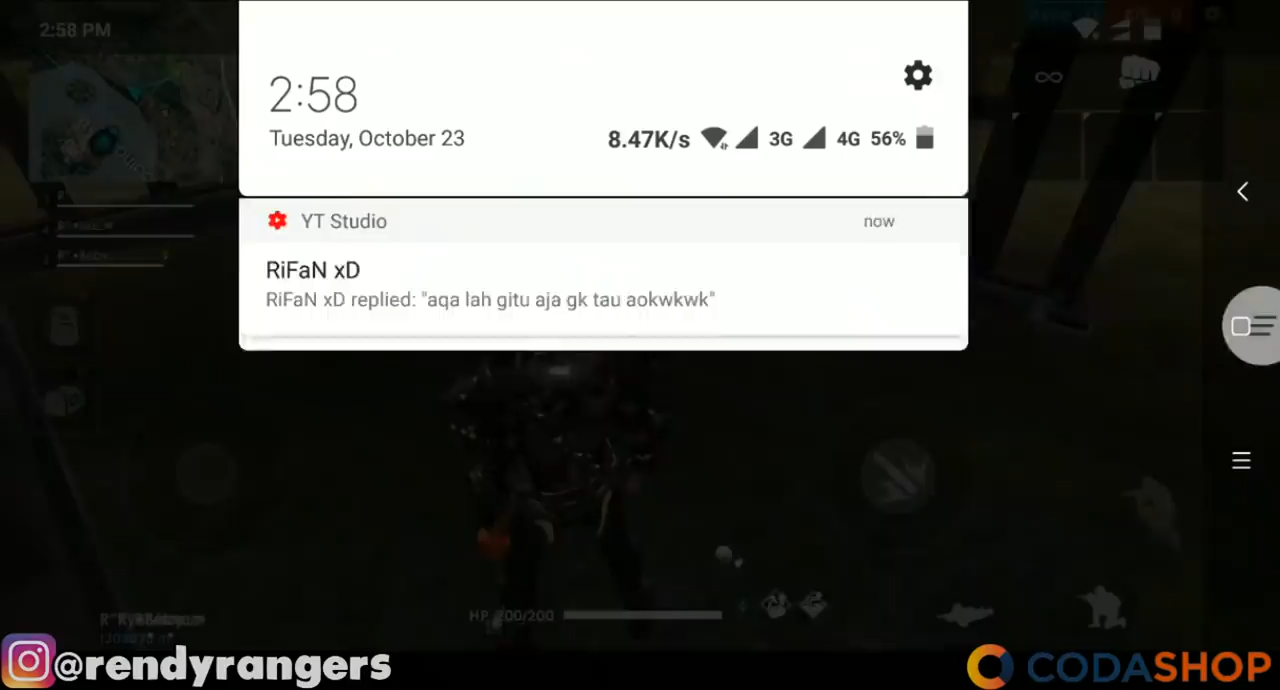 2:58 PM
2:58
Tuesday, October 23
8.47K/s 3G 4G 56%
YT Studio
now
RiFaN xD
RiFaN xD replied: "aqa lah gitu aja gk tau aokwkwk"
HP 200/200
@rendyrangers
CODASHOP